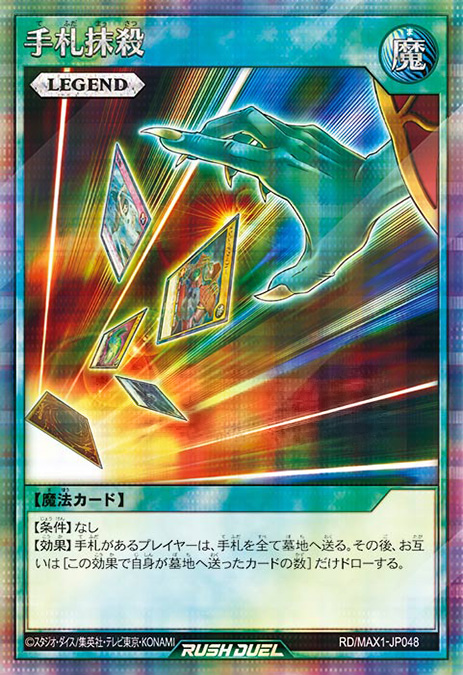 手札抹殺
LEGEND
魔
【魔法カード】
【条件】なし
【効果】手札があるプレイヤーは、手札を全て墓地へ送る。その後、お互
いは[この効果で自身が墓地へ送ったカードの数]だけドローする。
©スタジオ・ダイス/集英社・テレビ東京・KONAMI
RUSH DUEL
RD/MAX1-JP048